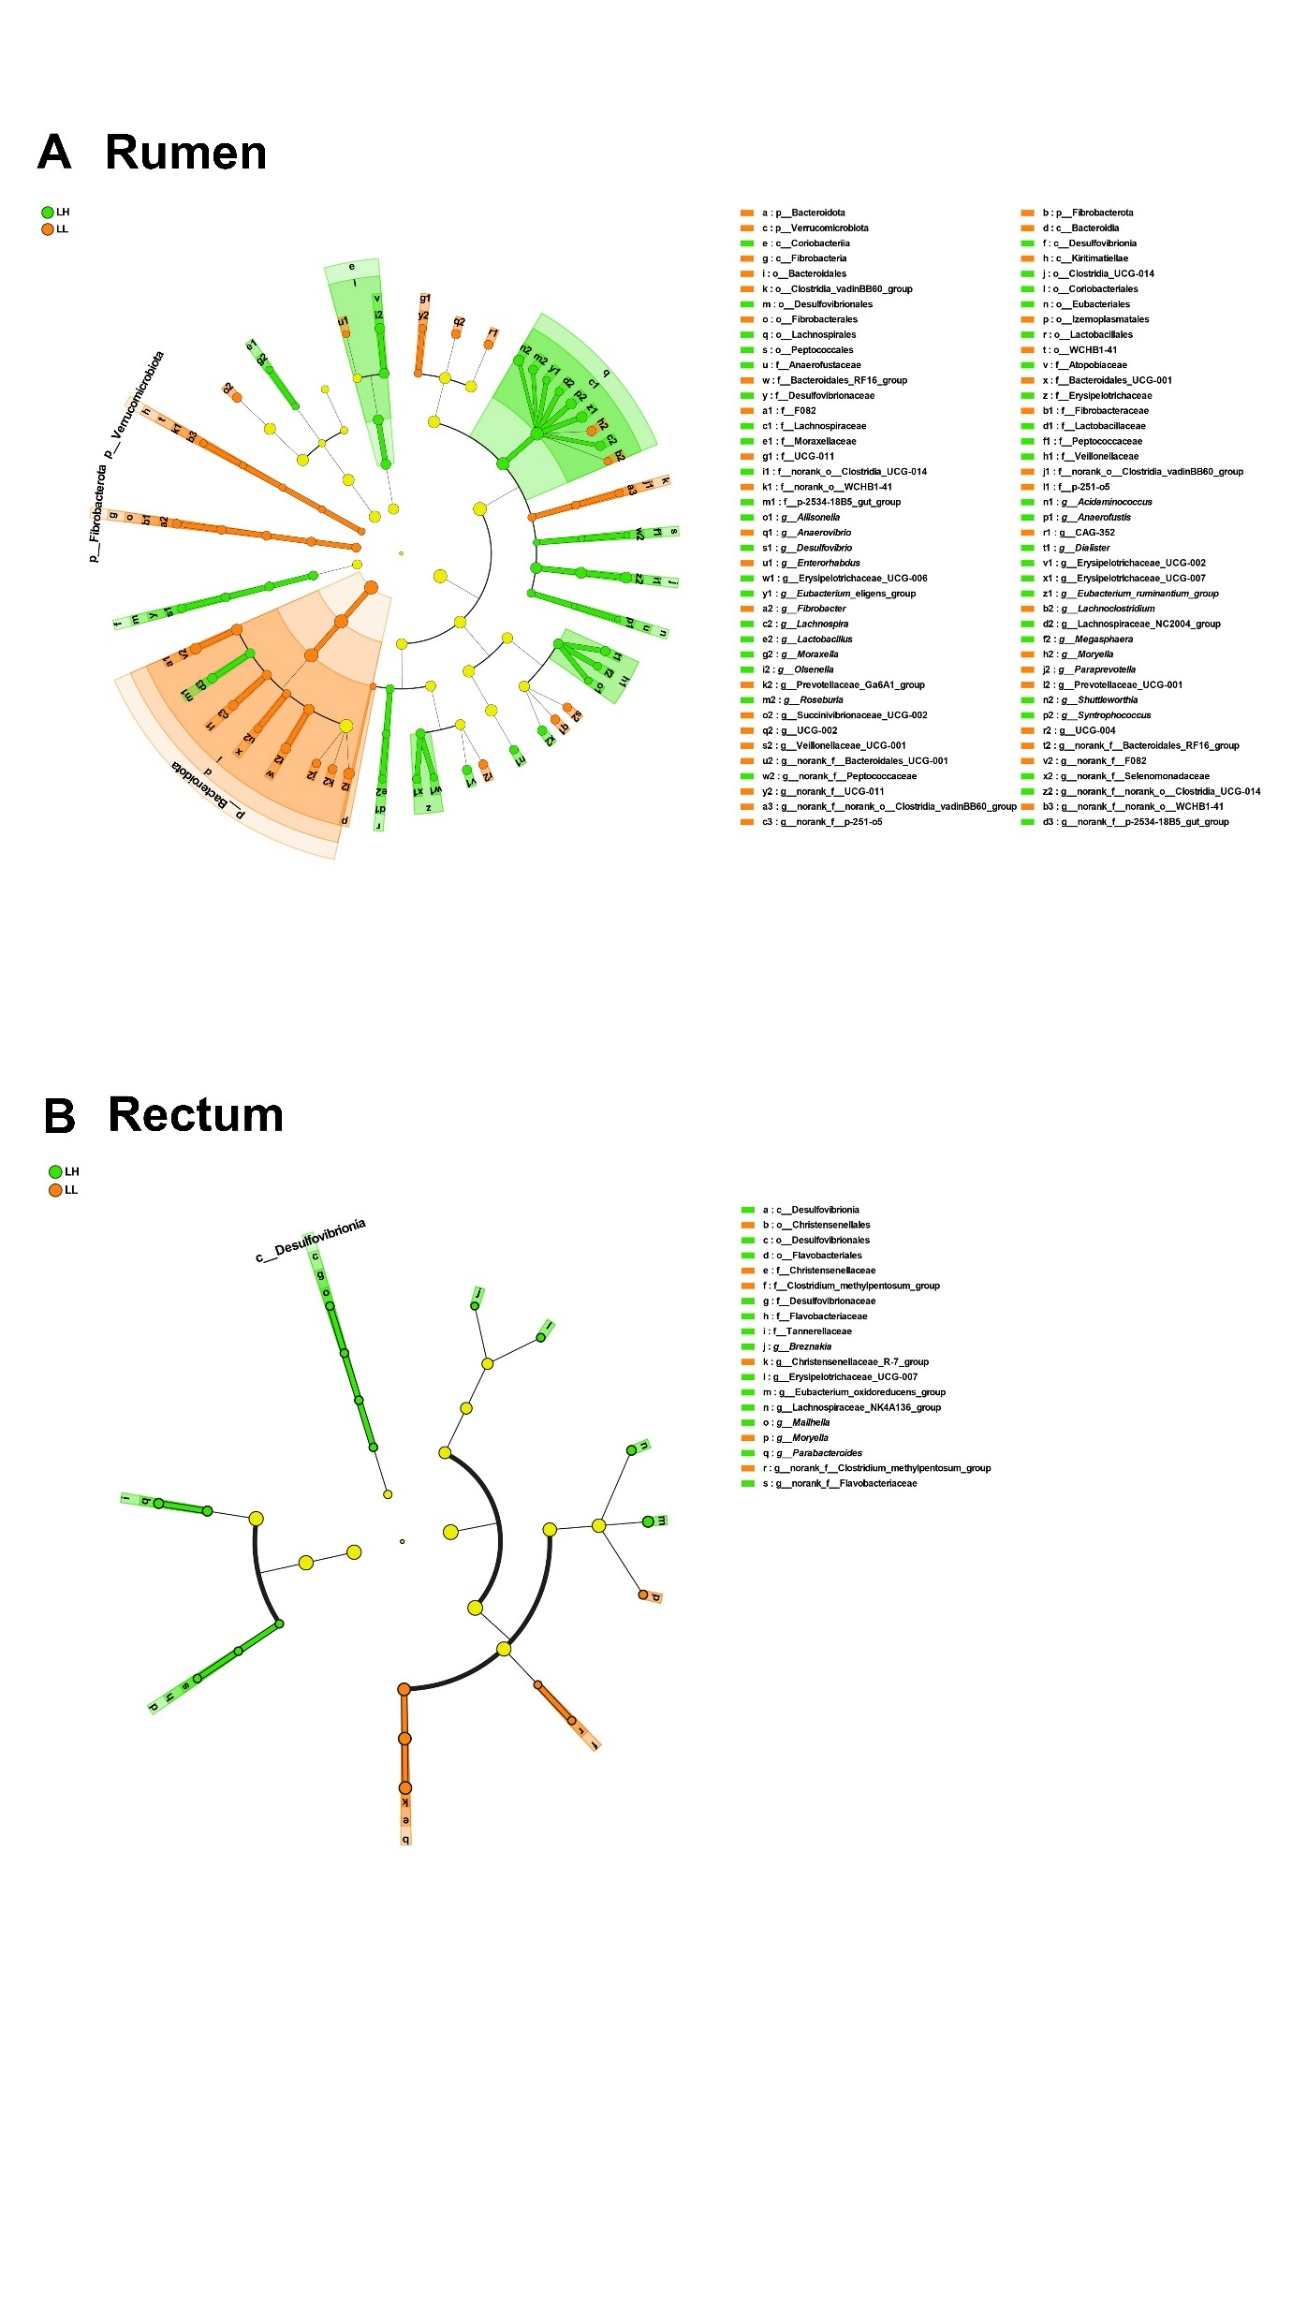 A Rumen
LH
LL
a : p__Bacteroidota
c : p__Verrucomicrobiota
e : c__Coriobacteriia
g : c__Fibrobacteria
i : o__Bacteroidales
k : o__Clostridia_vadinBB60_group
m : o__Desulfovibrionales
o : o__Fibrobacterales
q : o__Lachnospirales
s : o__Peptococcales
u : f__Anaerofustaceae
w : f__Bacteroidales_RF16_group
y : f__Desulfovibrionaceae
a1 : f__F082
c1 : f__Lachnospiraceae
e1 : f__Moraxellaceae
g1 : f__UCG-011
i1 : f__norank_o__Clostridia_UCG-014
k1 : f__norank_o__WCHB1-41
m1 : f__p-2534-18B5_gut_group
o1 : g__Allisonella
q1 : g__Anaerovibrio
s1 : g__Desulfovibrio
u1 : g__Enterorhabdus
w1 : g__Erysipelotrichaceae_UCG-006
y1 : g__Eubacterium_eligens_group
a2 : g__Fibrobacter
c2 : g__Lachnospira
e2 : g__Lactobacillus
g2 : g__Moraxella
i2 : g__Olsenella
k2 : g__Prevotellaceae_Ga6A1_group
m2 : g__Roseburia
o2 : g__Succinivibrionaceae_UCG-002
q2 : g__UCG-002
s2 : g__Veillonellaceae_UCG-001
u2 : g__norank_f__Bacteroidales_UCG-001
w2 : g__norank_f__Peptococcaceae
y2 : g__norank_f__UCG-011
a3 : g__norank_f__norank_o__Clostridia_vadinBB60_group
c3 : g__norank_f__p-251-o5
b : p__Fibrobacterota
d : c__Bacteroidia
f : c__Desulfovibrionia
h : c__Kiritimatiellae
j : o__Clostridia_UCG-014
l : o__Coriobacteriales
n : o__Eubacteriales
p : o__Izemoplasmatales
r : o__Lactobacillales
t : o__WCHB1-41
v : f__Atopobiaceae
x : f__Bacteroidales_UCG-001
z : f__Erysipelotrichaceae
b1 : f__Fibrobacteraceae
d1 : f__Lactobacillaceae
f1 : f__Peptococcaceae
h1 : f__Veillonellaceae
j1 : f__norank_o__Clostridia_vadinBB60_group
l1 : f__p-251-o5
n1 : g__Acidaminococcus
p1 : g__Anaerofustis
r1 : g__CAG-352
t1 : g__Dialister
v1 : g__Erysipelotrichaceae_UCG-002
x1 : g__Erysipelotrichaceae_UCG-007
z1 : g__Eubacterium_ruminantium_group
b2 : g__Lachnoclostridium
d2 : g__Lachnospiraceae_NC2004_group
f2 : g__Megasphaera
h2 : g__Moryella
j2 : g__Paraprevotella
l2 : g__Prevotellaceae_UCG-001
n2 : g__Shuttleworthia
p2 : g__Syntrophococcus
r2 : g__UCG-004
t2 : g__norank_f__Bacteroidales_RF16_group
v2 : g__norank_f__F082
x2 : g__norank_f__Selenomonadaceae
z2 : g__norank_f__norank_o__Clostridia_UCG-014
b3 : g__norank_f__norank_o__WCHB1-41
d3 : g__norank_f__p-2534-18B5_gut_group
p__Verrucomicrobiota
p__Fibrobacterota
p__Bacteroidota
B Rectum
LH
LL
c__Desulfovibrionia
a : c__Desulfovibrionia
b : o__Christensenellales
c : o__Desulfovibrionales
d : o__Flavobacteriales
e : f__Christensenellaceae
f : f__Clostridium_methylpentosum_group
g : f__Desulfovibrionaceae
h : f__Flavobacteriaceae
i : f__Tannerellaceae
j : g__Breznakia
k : g__Christensenellaceae_R-7_group
l : g__Erysipelotrichaceae_UCG-007
m : g__Eubacterium_oxidoreducens_group
n : g__Lachnospiraceae_NK4A136_group
o : g__Mailhella
p : g__Moryella
q : g__Parabacteroides
r : g__norank_f__Clostridium_methylpentosum_group
s : g__norank_f__Flavobacteriaceae